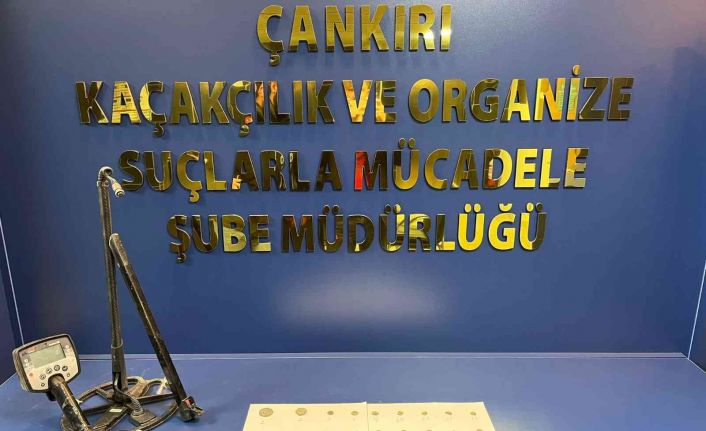 ÇANKIRI
KAÇAKÇILIK VE ORGANİZE
SUÇLARLA MÜCADELE
ŞUBE MÜDÜRLÜĞÜ